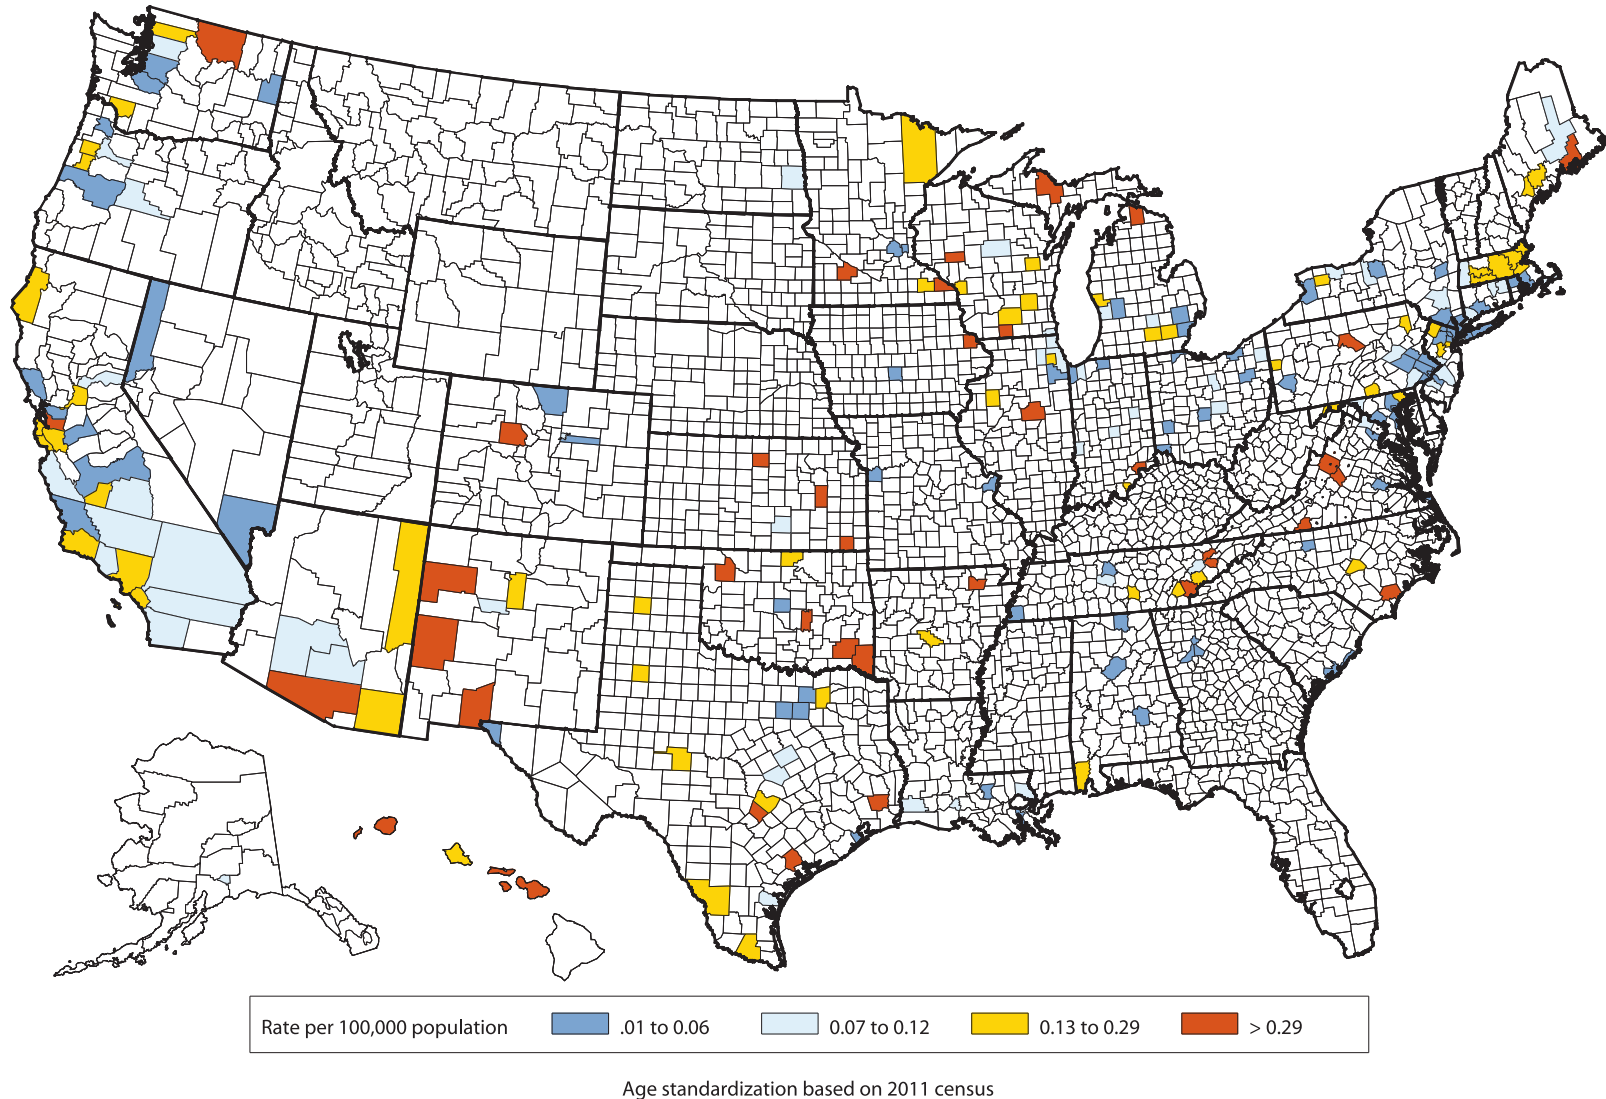 Rate per 100,000 population .01 to 0.06 0.07 to 0.12 0.13 to 0.29 > 0.29
Age standardization based on 2011 census